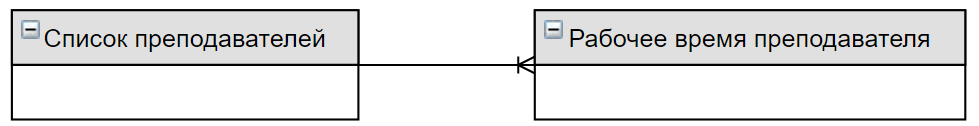 Список преподавателей
Рабочее время преподавателя